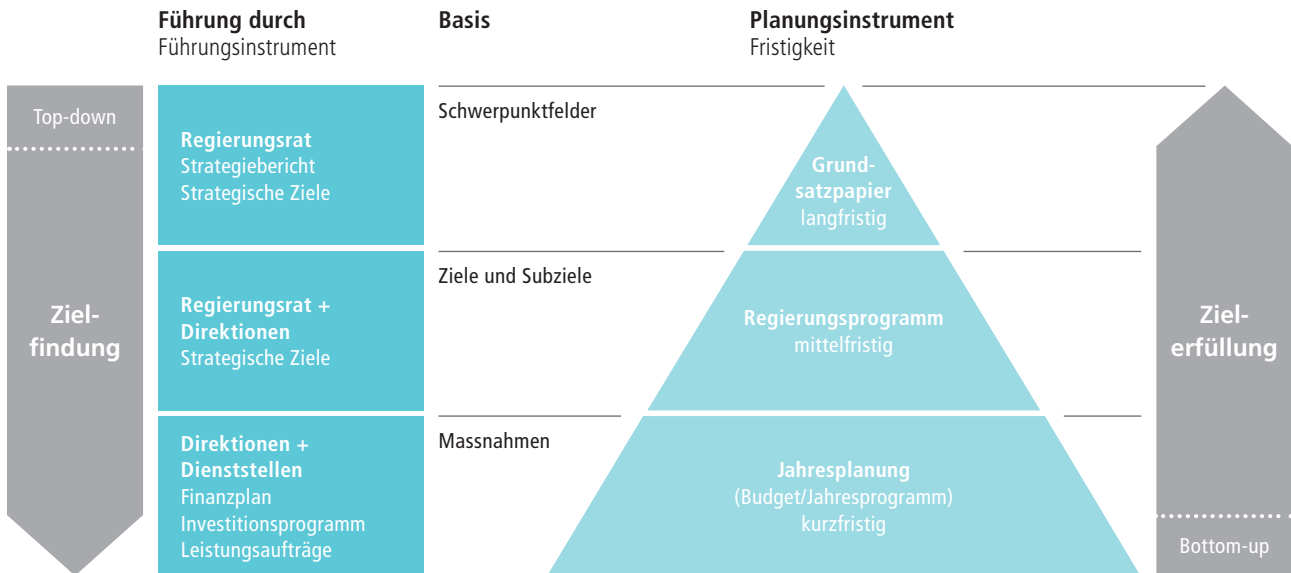 Führung durch
Führungsinstrument
Basis
Planungsinstrument
Fristigkeit
Top-down
Ziel-
findung
Regierungsrat
Strategiebericht
Strategische Ziele
Schwerpunktfelder
Grund-
satzpapier
langfristig
Regierungsrat +
Direktionen
Strategische Ziele
Ziele und Subziele
Regierungsprogramm
mittelfristig
Direktionen +
Dienststellen
Finanzplan
Investitionsprogramm
Leistungsaufträge
Massnahmen
Jahresplanung
(Budget/Jahresprogramm)
kurzfristig
Ziel-
erfüllung
Bottom-up